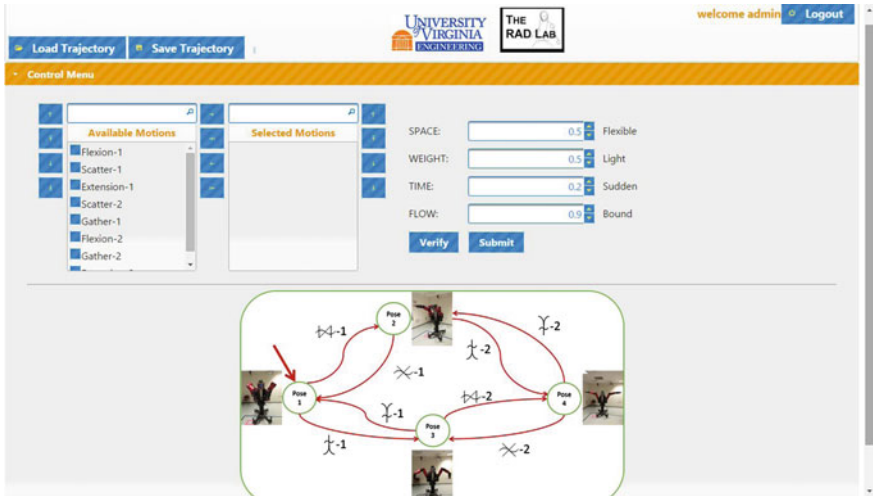 UNIVERSITY
of VIRGINIA
ENGINEERING
THE
RAD LAB
welcome admin
Logout
Load Trajectory
Save Trajectory
Control Menu
Available Motions
Selected Motions
Flexion-1
Scatter-1
Extension-1
Scatter-2
Gather-1
Flexion-2
Gather-2
SPACE: 0.5 Flexible
WEIGHT: 0.5 Light
TIME: 0.2 Sudden
FLOW: 0.9 Bound
Verify Submit
Pose
2
-1
-2
-2
-1
Pose
1
-1
-2
Pose
4
Pose
3
-1
-2